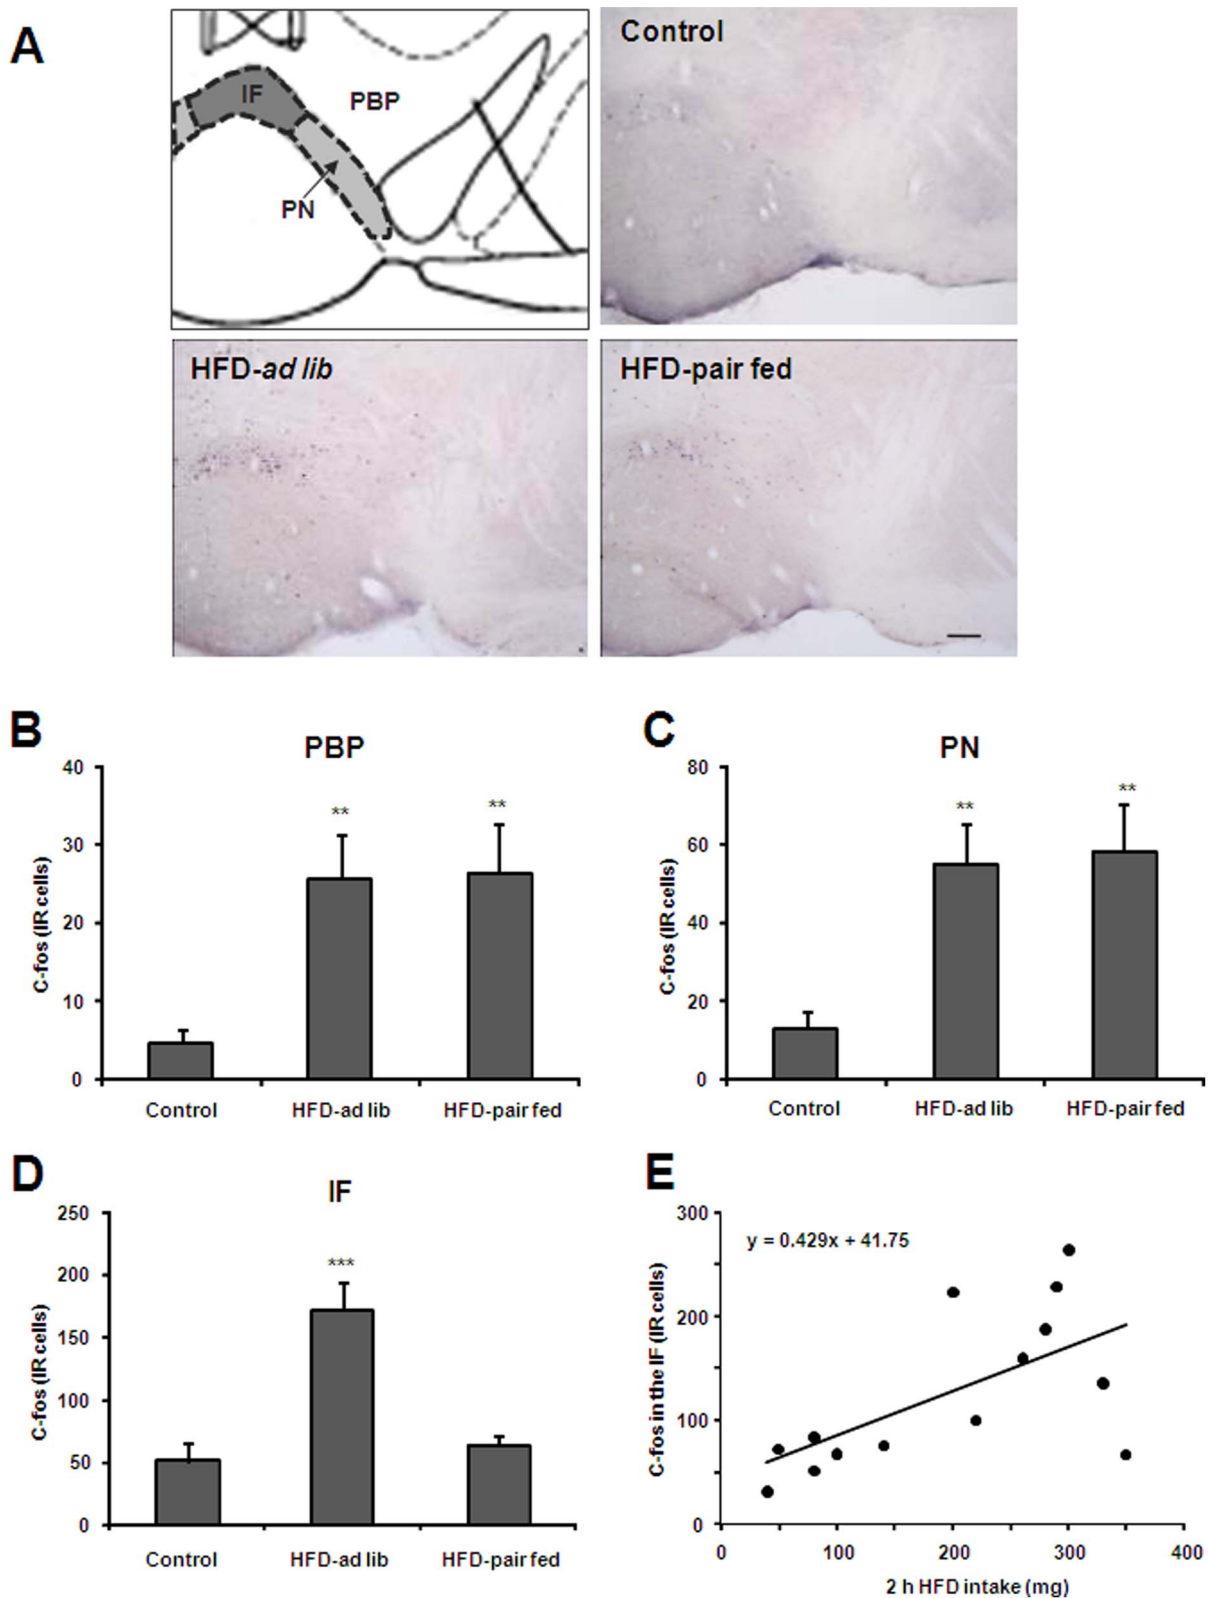 A
IF
PBP
PN
Control
HFD-ad lib
HFD-pair fed
B
PBP
40
30
20
10
0
C-fos (IR cells)
**
**
Control
HFD-ad lib
HFD-pair fed
C
PN
80
60
40
20
0
C-fos (IR cells)
**
**
Control
HFD-ad lib
HFD-pair fed
D
IF
250
200
150
100
50
0
C-fos (IR cells)
***
Control
HFD-ad lib
HFD-pair fed
E
300
200
100
0
C-fos in the IF (IR cells)
y = 0.429x + 41.75
0
100
200
300
400
2 h HFD intake (mg)